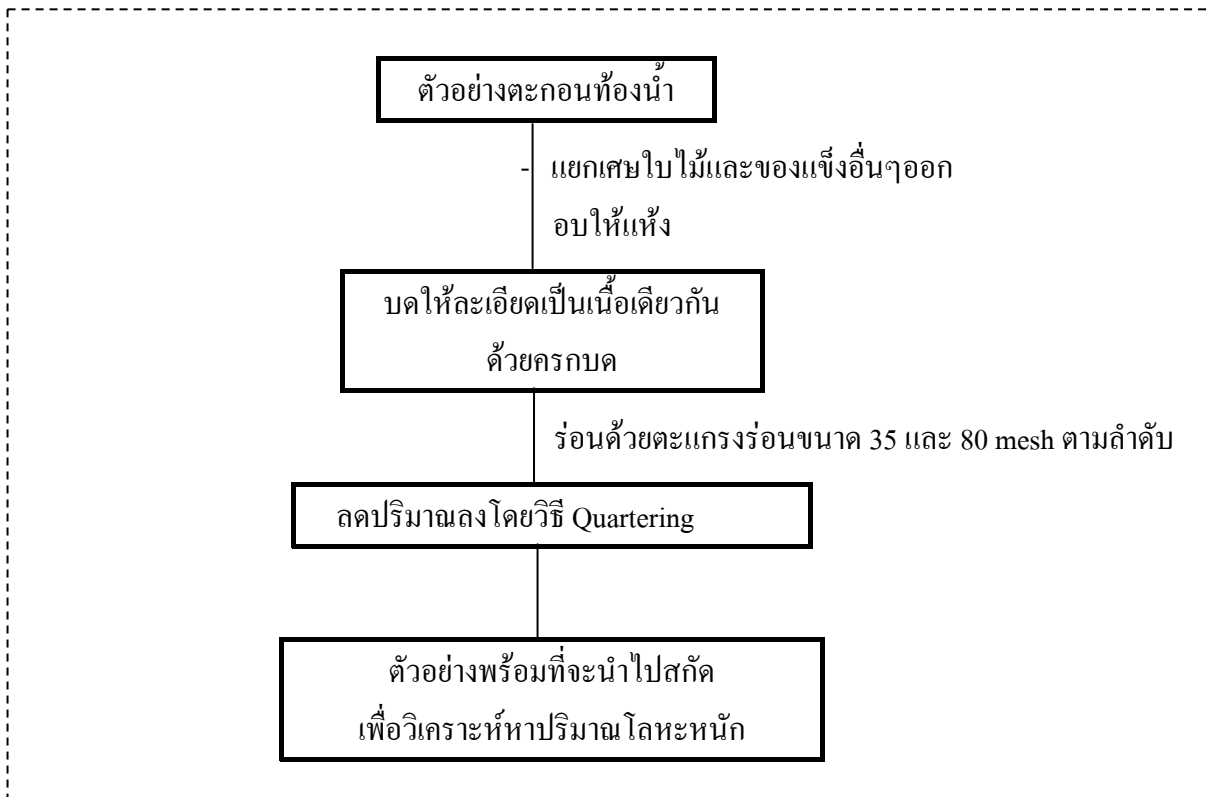 ตัวอย่างตะกอนท้องน้ำ
- แยกเศษใบไม้และของแข็งอื่นๆออก
อบให้แห้ง
บดให้ละเอียดเป็นเนื้อเดียวกัน
ด้วยครกบด
ร่อนด้วยตะแกรงร่อนขนาด 35 และ 80 mesh ตามลำดับ
ลดปริมาณลงโดยวิธี Quartering
ตัวอย่างพร้อมที่จะนำไปสกัด
เพื่อวิเคราะห์หาปริมาณโลหะหนัก